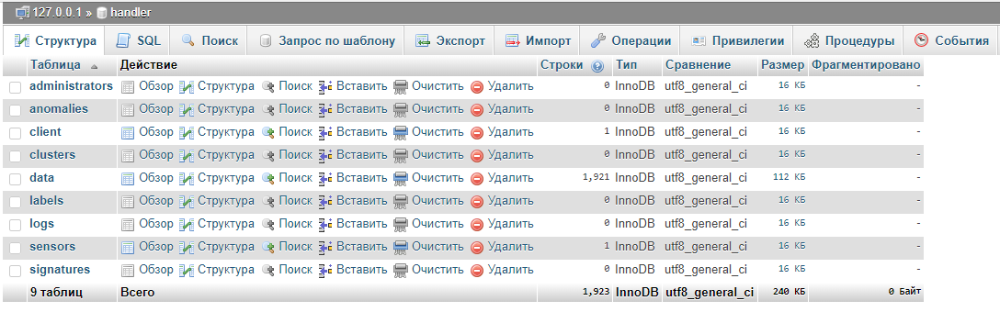 127.0.0.1 » handler
Структура SQL Поиск Запрос по шаблону Экспорт Импорт Операции Привилегии Процедуры События
Таблица Действие Строки Тип Сравнение Размер Фрагментировано
administrators Обзор Структура Поиск Вставить Очистить Удалить 0 InnoDB utf8_general_ci 16 КБ -
anomalies Обзор Структура Поиск Вставить Очистить Удалить 0 InnoDB utf8_general_ci 16 КБ -
client Обзор Структура Поиск Вставить Очистить Удалить 1 InnoDB utf8_general_ci 16 КБ -
clusters Обзор Структура Поиск Вставить Очистить Удалить 0 InnoDB utf8_general_ci 16 КБ -
data Обзор Структура Поиск Вставить Очистить Удалить 1,921 InnoDB utf8_general_ci 112 КБ -
labels Обзор Структура Поиск Вставить Очистить Удалить 0 InnoDB utf8_general_ci 16 КБ -
logs Обзор Структура Поиск Вставить Очистить Удалить 0 InnoDB utf8_general_ci 16 КБ -
sensors Обзор Структура Поиск Вставить Очистить Удалить 1 InnoDB utf8_general_ci 16 КБ -
signatures Обзор Структура Поиск Вставить Очистить Удалить 0 InnoDB utf8_general_ci 16 КБ -
9 таблиц Всего 1,923 InnoDB utf8_general_ci 240 КБ 0 Байт